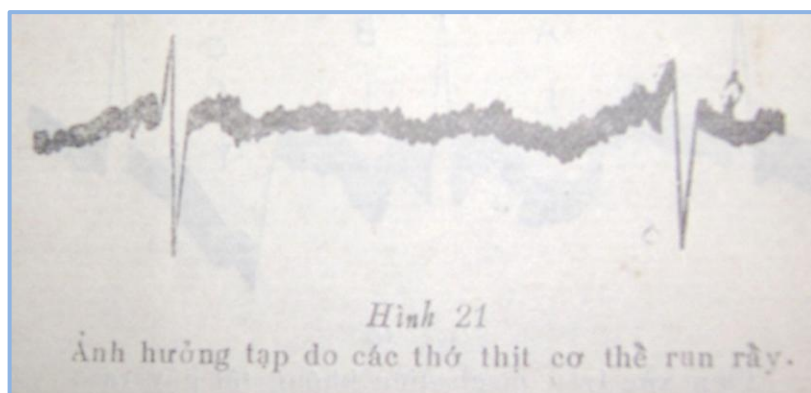 Hình 21
Ảnh hưởng tạp do các thớ thịt cơ thể run rẩy.